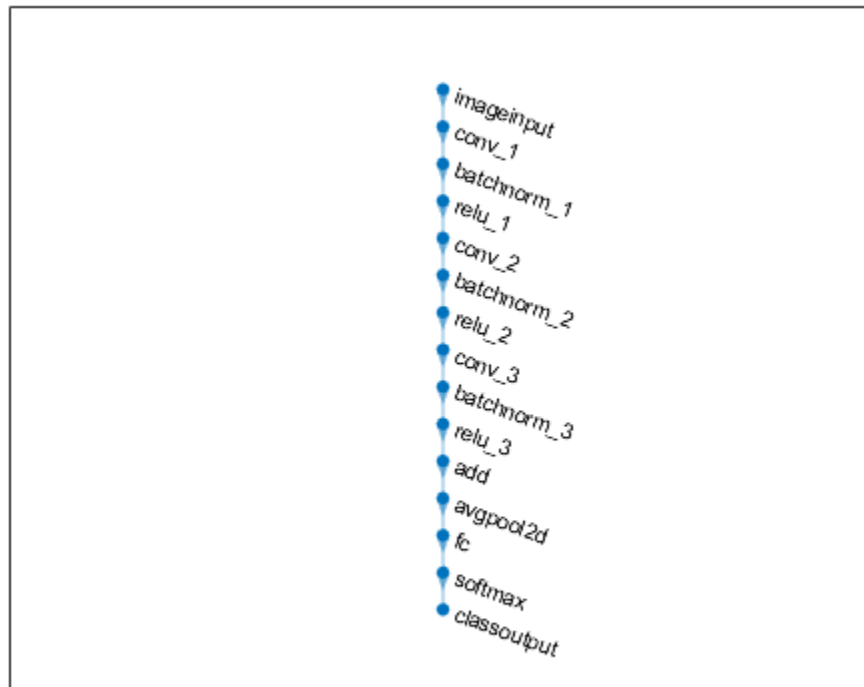 imageinput
conv_1
batchnorm_1
relu_1
conv_2
batchnorm_2
relu_2
conv_3
batchnorm_3
relu_3
add
avgpool2d
fc
softmax
classoutput